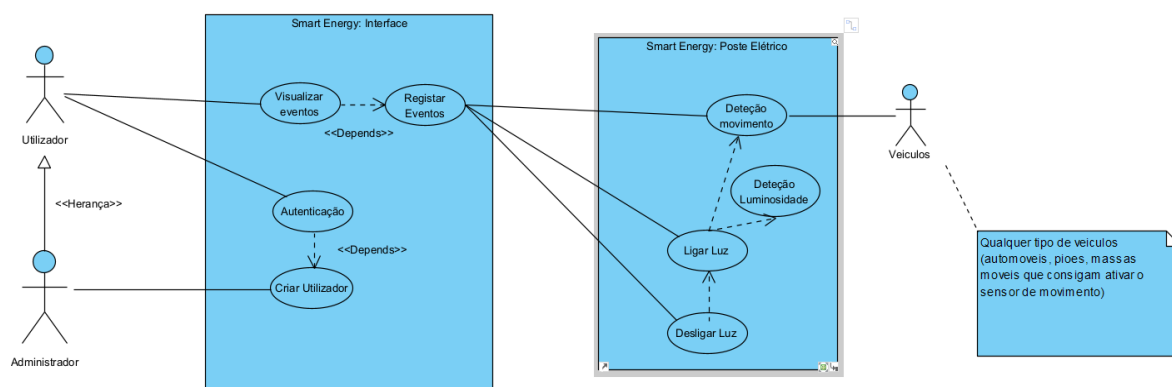 Smart Energy: Interface
Smart Energy: Poste Elétrico
Visualizar
eventos
Registar
Eventos
<<Depends>>
Deteção
movimento
Utilizador
Veiculos
<<Herança>>
Autenticação
Deteção
Luminosidade
<<Depends>>
Ligar Luz
Qualquer tipo de veiculos
(automoveis, pioes, massas
moveis que consigam ativar o
sensor de movimento)
Criar Utilizador
Desligar Luz
Administrador